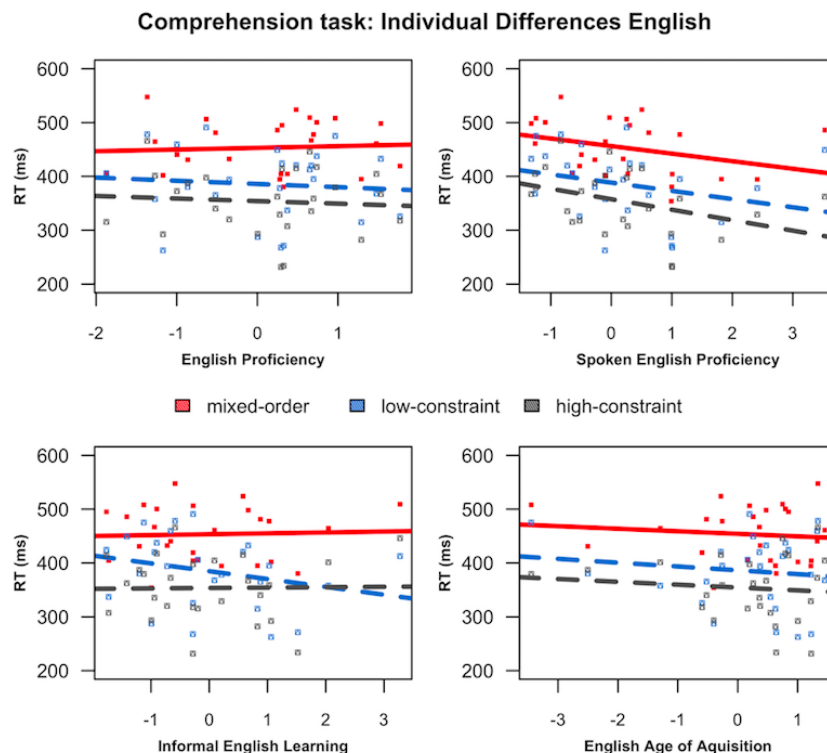 Comprehension task: Individual Differences English
600
500
400
300
200
RT (ms)
-2 -1 0 1
English Proficiency
600
500
400
300
200
RT (ms)
-1 0 1 2 3
Spoken English Proficiency
mixed-order low-constraint high-constraint
600
500
400
300
200
RT (ms)
-1 0 1 2 3
Informal English Learning
600
500
400
300
200
RT (ms)
-3 -2 -1 0 1
English Age of Aquisition